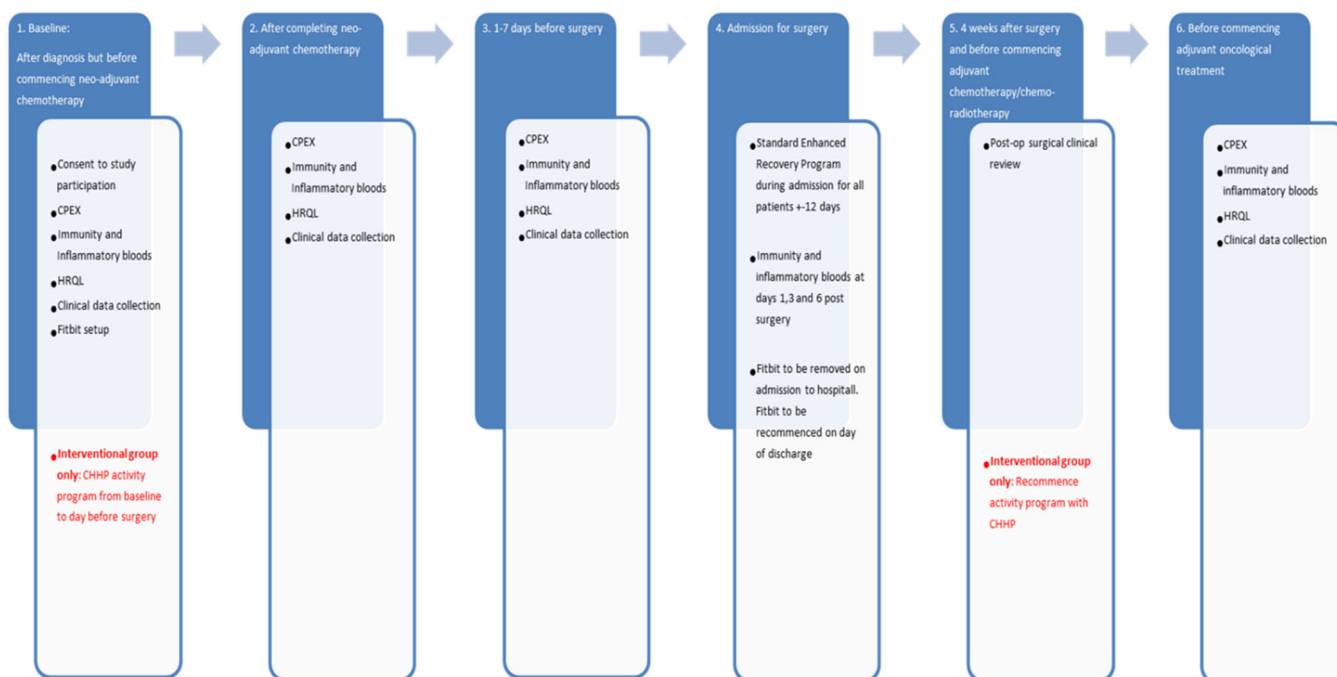 1. Baseline:
After diagnosis but before
commencing neo-adjuvant
chemotherapy
●Consent to study
participation
●CPEX
●Immunity and
Inflammatory bloods
●HRQL
●Clinical data collection
●Fitbit setup
●Interventional group
only: CHHP activity
program from baseline
to day before surgery
2. After completing neo-
adjuvant chemotherapy
●CPEX
●Immunity and
Inflammatory bloods
●HRQL
●Clinical data collection
3. 1-7 days before surgery
●CPEX
●Immunity and
Inflammatory bloods
●HRQL
●Clinical data collection
4. Admission for surgery
●Standard Enhanced
Recovery Program
during admission for all
patients +-12 days
●Immunity and
inflammatory bloods at
days 1,3 and 6 post
surgery
●Fitbit to be removed on
admission to hospitall.
Fitbit to be
recommenced on day
of discharge
5. 4 weeks after surgery
and before commencing
adjuvant
chemotherapy/chemo-
radiotherapy
●Post-op surgical clinical
review
●Interventional group
only: Recommence
activity program with
CHHP
6. Before commencing
adjuvant oncological
treatment
●CPEX
●Immunity and
inflammatory bloods
●HRQL
●Clinical data collection